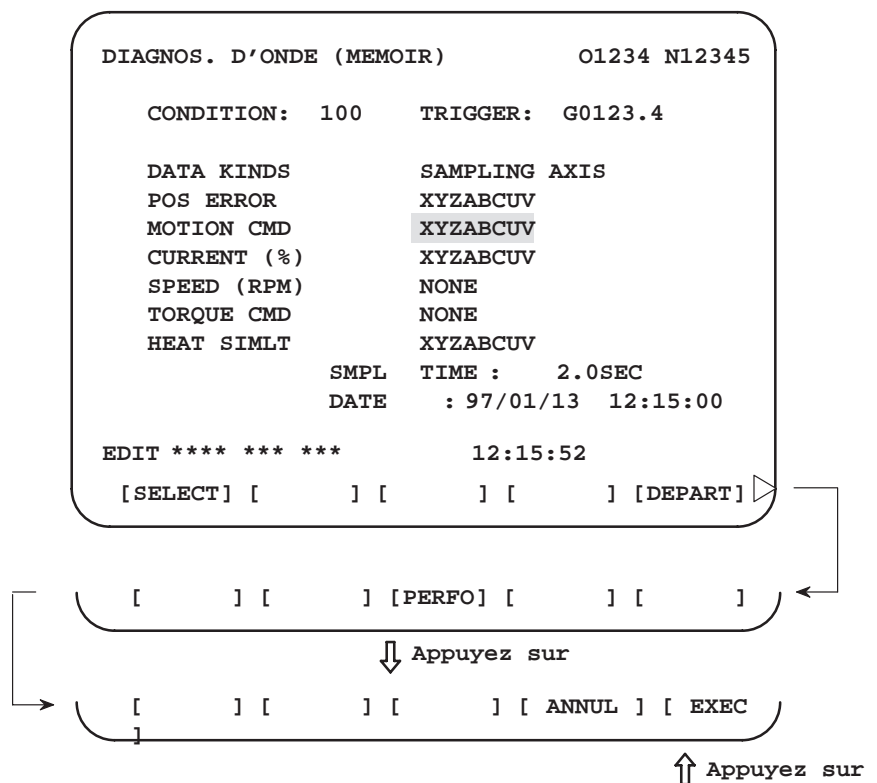 DIAGNOS. D'ONDE (MEMOIR) O1234 N12345
CONDITION: 100 TRIGGER: G0123.4
DATA KINDS SAMPLING AXIS
POS ERROR XYZABCUV
MOTION CMD XYZABCUV
CURRENT (%) XYZABCUV
SPEED (RPM) NONE
TORQUE CMD NONE
HEAT SIMLT XYZABCUV
SMPL TIME : 2.0SEC
DATE : 97/01/13 12:15:00
EDIT **** *** *** 12:15:52
[SELECT] [ ] [ ] [ ] [DEPART]
[ ] [ ] [PERFO] [ ] [ ]
Appuyez sur
[ ] [ ] [ ] [ ANNUL ] [ EXEC
]
Appuyez sur